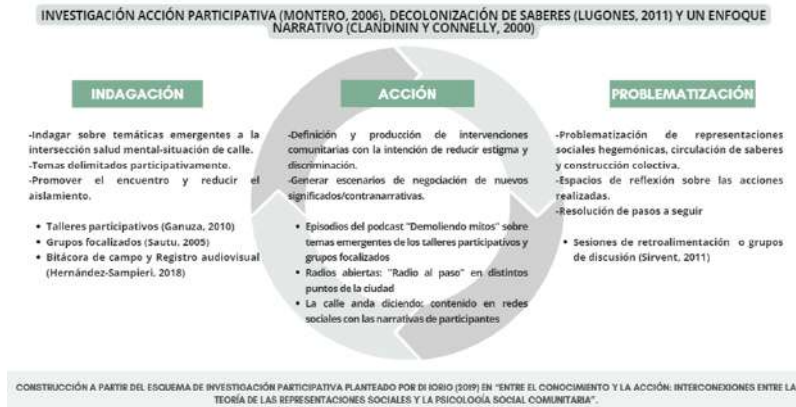 INVESTIGACIÓN ACCIÓN PARTICIPATIVA (MONTERO, 2006), DECOLONIZACIÓN DE SABERES (LUGONES, 2011) Y UN ENFOQUE
NARRATIVO (CLANDININ Y CONNELLY, 2000)
INDAGACIÓN
-Indagar sobre temáticas emergentes a la
intersección salud mental-situación de calle.
-Temas delimitados participativamente.
-Promover el encuentro y reducir el
aislamiento.
• Talleres participativos (Ganuza, 2010)
• Grupos focalizados (Sautu, 2005)
• Bitácora de campo y Registro audiovisual
(Hernández-Sampieri, 2018)
ACCIÓN
-Definición y producción de intervenciones
comunitarias con la intención de reducir estigma y
discriminación.
-Generar escenarios de negociación de nuevos
significados/contranarrativas.
• Episodios del podcast "Demoliendo mitos" sobre
temas emergentes de los talleres participativos y
grupos focalizados
• Radios abiertas: "Radio al paso" en distintos
puntos de la ciudad
• La calle anda diciendo: contenido en redes
sociales con las narrativas de participantes
PROBLEMATIZACIÓN
-Problematización de representaciones
sociales hegemónicas, circulación de saberes
y construcción colectiva.
-Espacios de reflexión sobre las acciones
realizadas.
-Resolución de pasos a seguir
• Sesiones de retroalimentación o grupos
de discusión (Sirvent, 2011)
CONSTRUCCIÓN A PARTIR DEL ESQUEMA DE INVESTIGACIÓN PARTICIPATIVA PLANTEADO POR DI IORIO (2019) EN "ENTRE EL CONOCIMIENTO Y LA ACCIÓN: INTERCONEXIONES ENTRE LA
TEORÍA DE LAS REPRESENTACIONES SOCIALES Y LA PSICOLOGÍA SOCIAL COMUNITARIA".